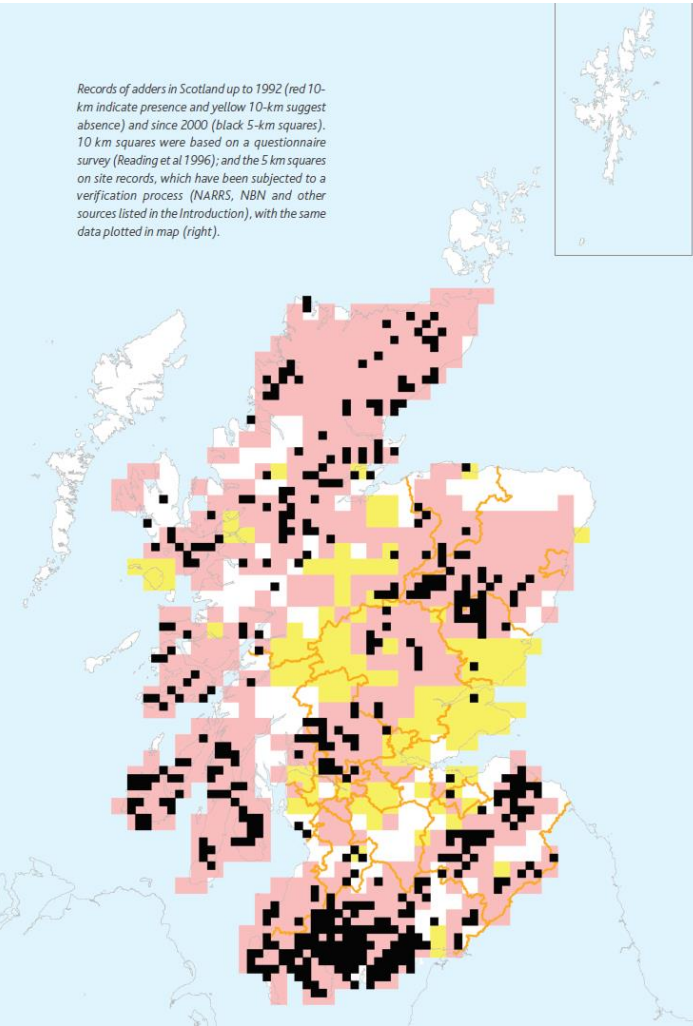 Records of adders in Scotland up to 1992 (red 10-
km indicate presence and yellow 10-km suggest
absence) and since 2000 (black 5-km squares).
10 km squares were based on a questionnaire
survey (Reading et al 1996); and the 5 km squares
on site records, which have been subjected to a
verification process (NARRS, NBN and other
sources listed in the Introduction), with the same
data plotted in map (right).